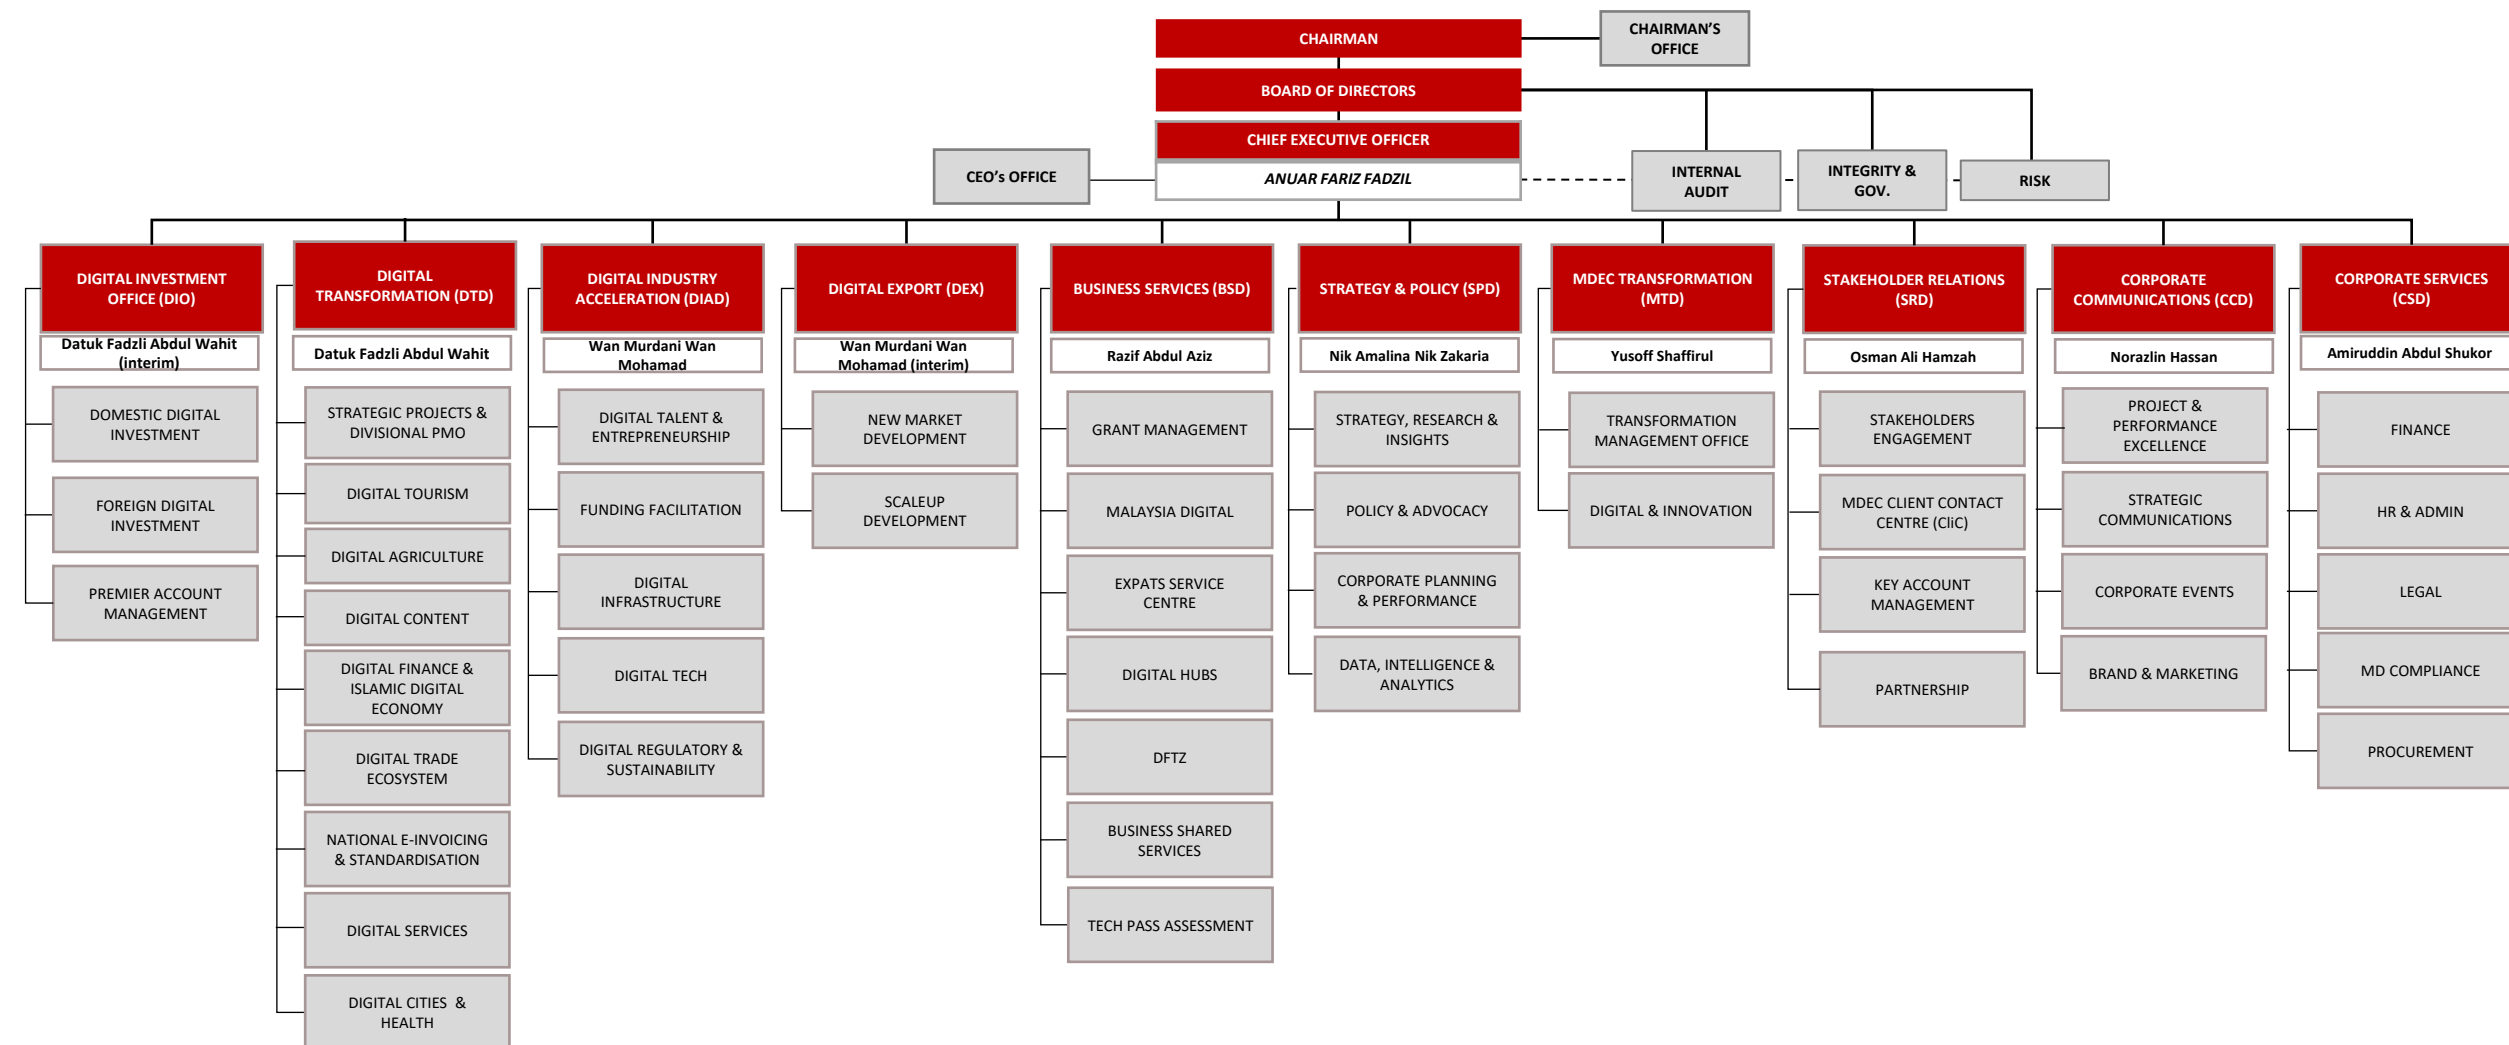 CHAIRMAN
CHAIRMAN'S
OFFICE
BOARD OF DIRECTORS
CHIEF EXECUTIVE OFFICER
ANUAR FARIZ FADZIL
CEO's OFFICE
INTERNAL
AUDIT
INTEGRITY &
GOV.
RISK
DIGITAL INVESTMENT
OFFICE (DIO)
Datuk Fadzli Abdul Wahit
(interim)
DOMESTIC DIGITAL
INVESTMENT
FOREIGN DIGITAL
INVESTMENT
PREMIER ACCOUNT
MANAGEMENT
DIGITAL
TRANSFORMATION (DTD)
Datuk Fadzli Abdul Wahit
STRATEGIC PROJECTS &
DIVISIONAL PMO
DIGITAL TOURISM
DIGITAL AGRICULTURE
DIGITAL CONTENT
DIGITAL FINANCE &
ISLAMIC DIGITAL
ECONOMY
DIGITAL TRADE
ECOSYSTEM
NATIONAL E-INVOICING
& STANDARDISATION
DIGITAL SERVICES
DIGITAL CITIES &
HEALTH
DIGITAL INDUSTRY
ACCELERATION (DIAD)
Wan Murdani Wan
Mohamad
DIGITAL TALENT &
ENTREPRENEURSHIP
FUNDING FACILITATION
DIGITAL
INFRASTRUCTURE
DIGITAL TECH
DIGITAL REGULATORY &
SUSTAINABILITY
DIGITAL EXPORT (DEX)
Wan Murdani Wan
Mohamad (interim)
NEW MARKET
DEVELOPMENT
SCALEUP
DEVELOPMENT
BUSINESS SERVICES (BSD)
Razif Abdul Aziz
GRANT MANAGEMENT
MALAYSIA DIGITAL
EXPATS SERVICE
CENTRE
DIGITAL HUBS
DFTZ
BUSINESS SHARED
SERVICES
TECH PASS ASSESSMENT
STRATEGY & POLICY (SPD)
Nik Amalina Nik Zakaria
STRATEGY, RESEARCH &
INSIGHTS
POLICY & ADVOCACY
CORPORATE PLANNING
& PERFORMANCE
DATA, INTELLIGENCE &
ANALYTICS
MDEC TRANSFORMATION
(MTD)
Yusoff Shaffirul
TRANSFORMATION
MANAGEMENT OFFICE
DIGITAL & INNOVATION
STAKEHOLDER RELATIONS
(SRD)
Osman Ali Hamzah
STAKEHOLDERS
ENGAGEMENT
MDEC CLIENT CONTACT
CENTRE (CliC)
KEY ACCOUNT
MANAGEMENT
PARTNERSHIP
CORPORATE
COMMUNICATIONS (CCD)
Norazlin Hassan
PROJECT &
PERFORMANCE
EXCELLENCE
STRATEGIC
COMMUNICATIONS
CORPORATE EVENTS
BRAND & MARKETING
CORPORATE SERVICES
(CSD)
Amiruddin Abdul Shukor
FINANCE
HR & ADMIN
LEGAL
MD COMPLIANCE
PROCUREMENT